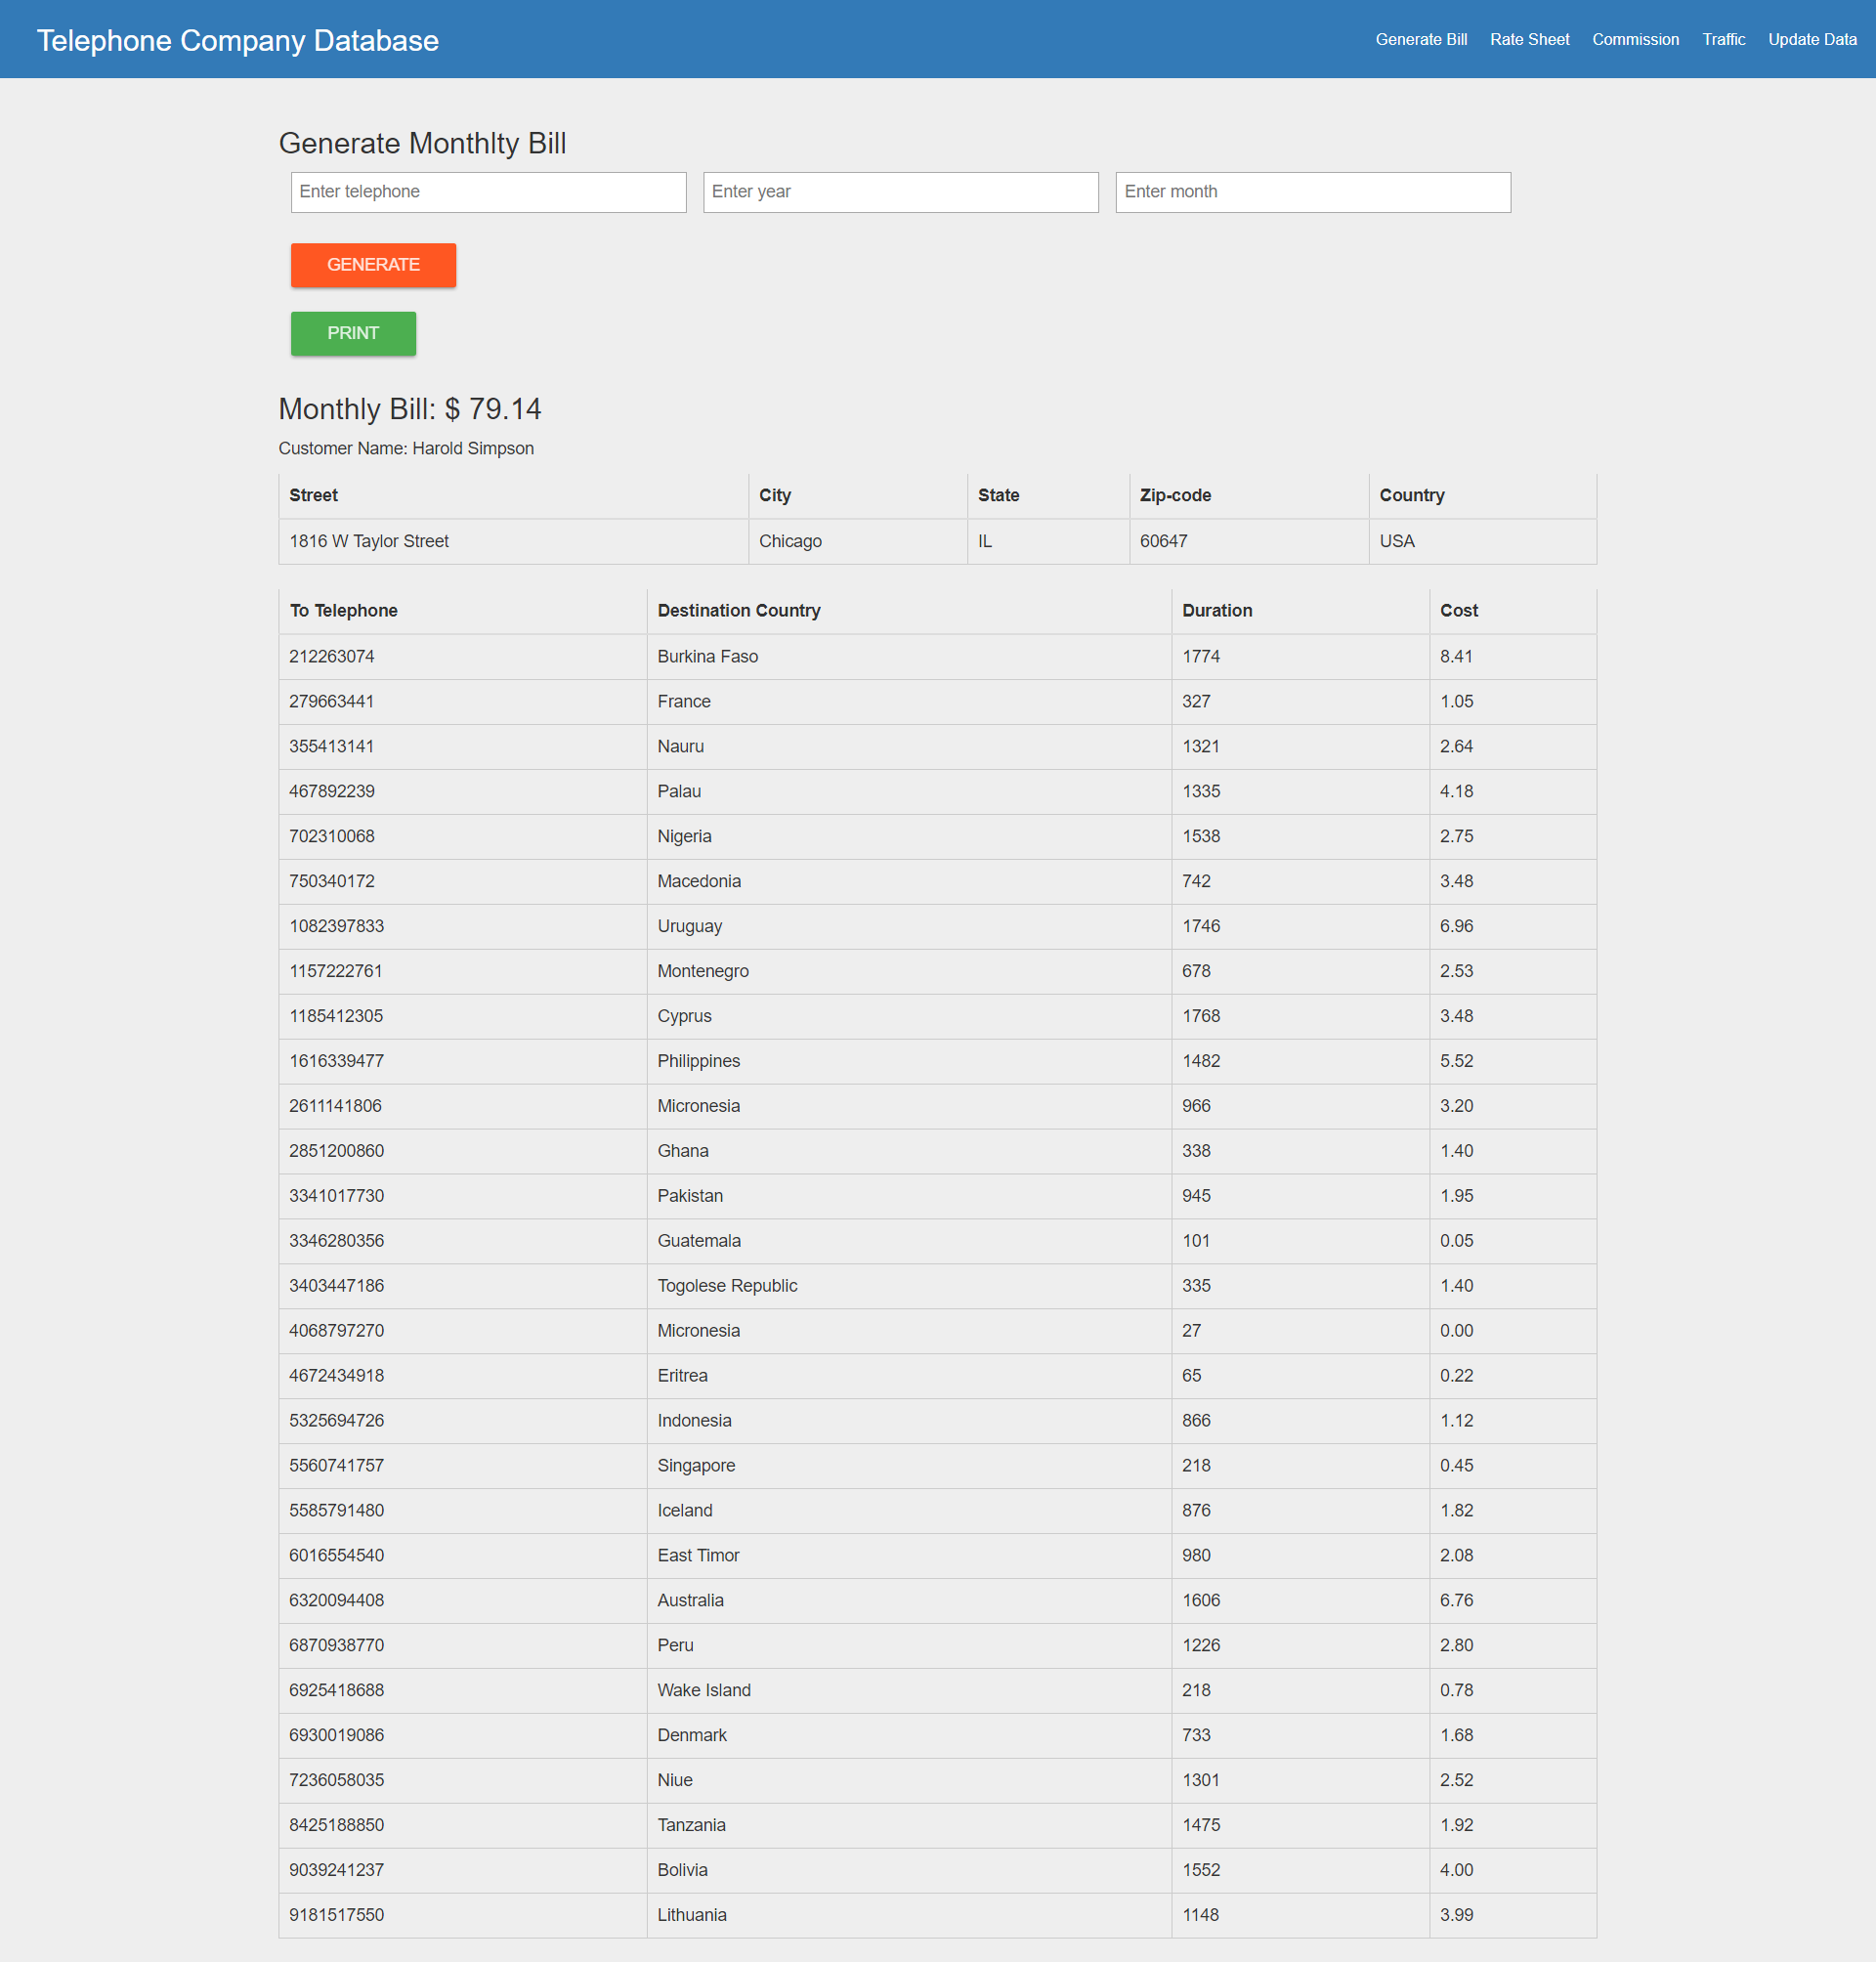 Telephone Company Database Generate Bill Rate Sheet Commission Traffic Update Data
Generate Monthlty Bill
Enter telephone Enter year Enter month
GENERATE
PRINT
Monthly Bill: $ 79.14
Customer Name: Harold Simpson
Street City State Zip-code Country
1816 W Taylor Street Chicago IL 60647 USA
To Telephone Destination Country Duration Cost
212263074 Burkina Faso 1774 8.41
279663441 France 327 1.05
355413141 Nauru 1321 2.64
467892239 Palau 1335 4.18
702310068 Nigeria 1538 2.75
750340172 Macedonia 742 3.48
1082397833 Uruguay 1746 6.96
1157222761 Montenegro 678 2.53
1185412305 Cyprus 1768 3.48
1616339477 Philippines 1482 5.52
2611141806 Micronesia 966 3.20
2851200860 Ghana 338 1.40
3341017730 Pakistan 945 1.95
3346280356 Guatemala 101 0.05
3403447186 Togolese Republic 335 1.40
4068797270 Micronesia 27 0.00
4672434918 Eritrea 65 0.22
5325694726 Indonesia 866 1.12
5560741757 Singapore 218 0.45
5585791480 Iceland 876 1.82
6016554540 East Timor 980 2.08
6320094408 Australia 1606 6.76
6870938770 Peru 1226 2.80
6925418688 Wake Island 218 0.78
6930019086 Denmark 733 1.68
7236058035 Niue 1301 2.52
8425188850 Tanzania 1475 1.92
9039241237 Bolivia 1552 4.00
9181517550 Lithuania 1148 3.99